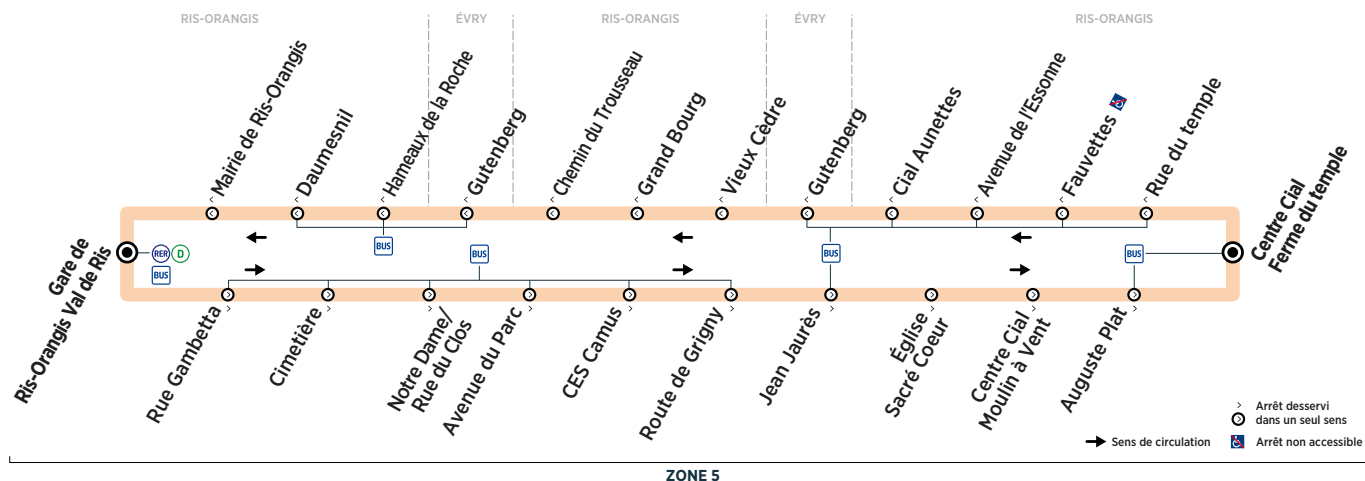 RIS-ORANGIS
ÉVRY
RIS-ORANGIS
ÉVRY
RIS-ORANGIS
Mairie de Ris-Orangis
Daumesnil
Hameaux de la Roche
Gutenberg
Chemin du Trousseau
Grand Bourg
Vieux Cèdre
Gutenberg
Cial Aunettes
Avenue de l'Essonne
Fauvettes
Rue du temple
Gare de
Ris-Orangis Val de Ris
RER D
BUS
BUS
BUS
BUS
BUS
Centre Cial
Ferme du temple
Rue Gambetta
Cimetière
Notre Dame/
Rue du Clos
Avenue du Parc
CES Camus
Route de Grigny
Jean Jaurès
Église
Sacré Coeur
Centre Cial
Moulin à Vent
Auguste Plat
Arrêt desservi
dans un seul sens
Sens de circulation
Arrêt non accessible
ZONE 5